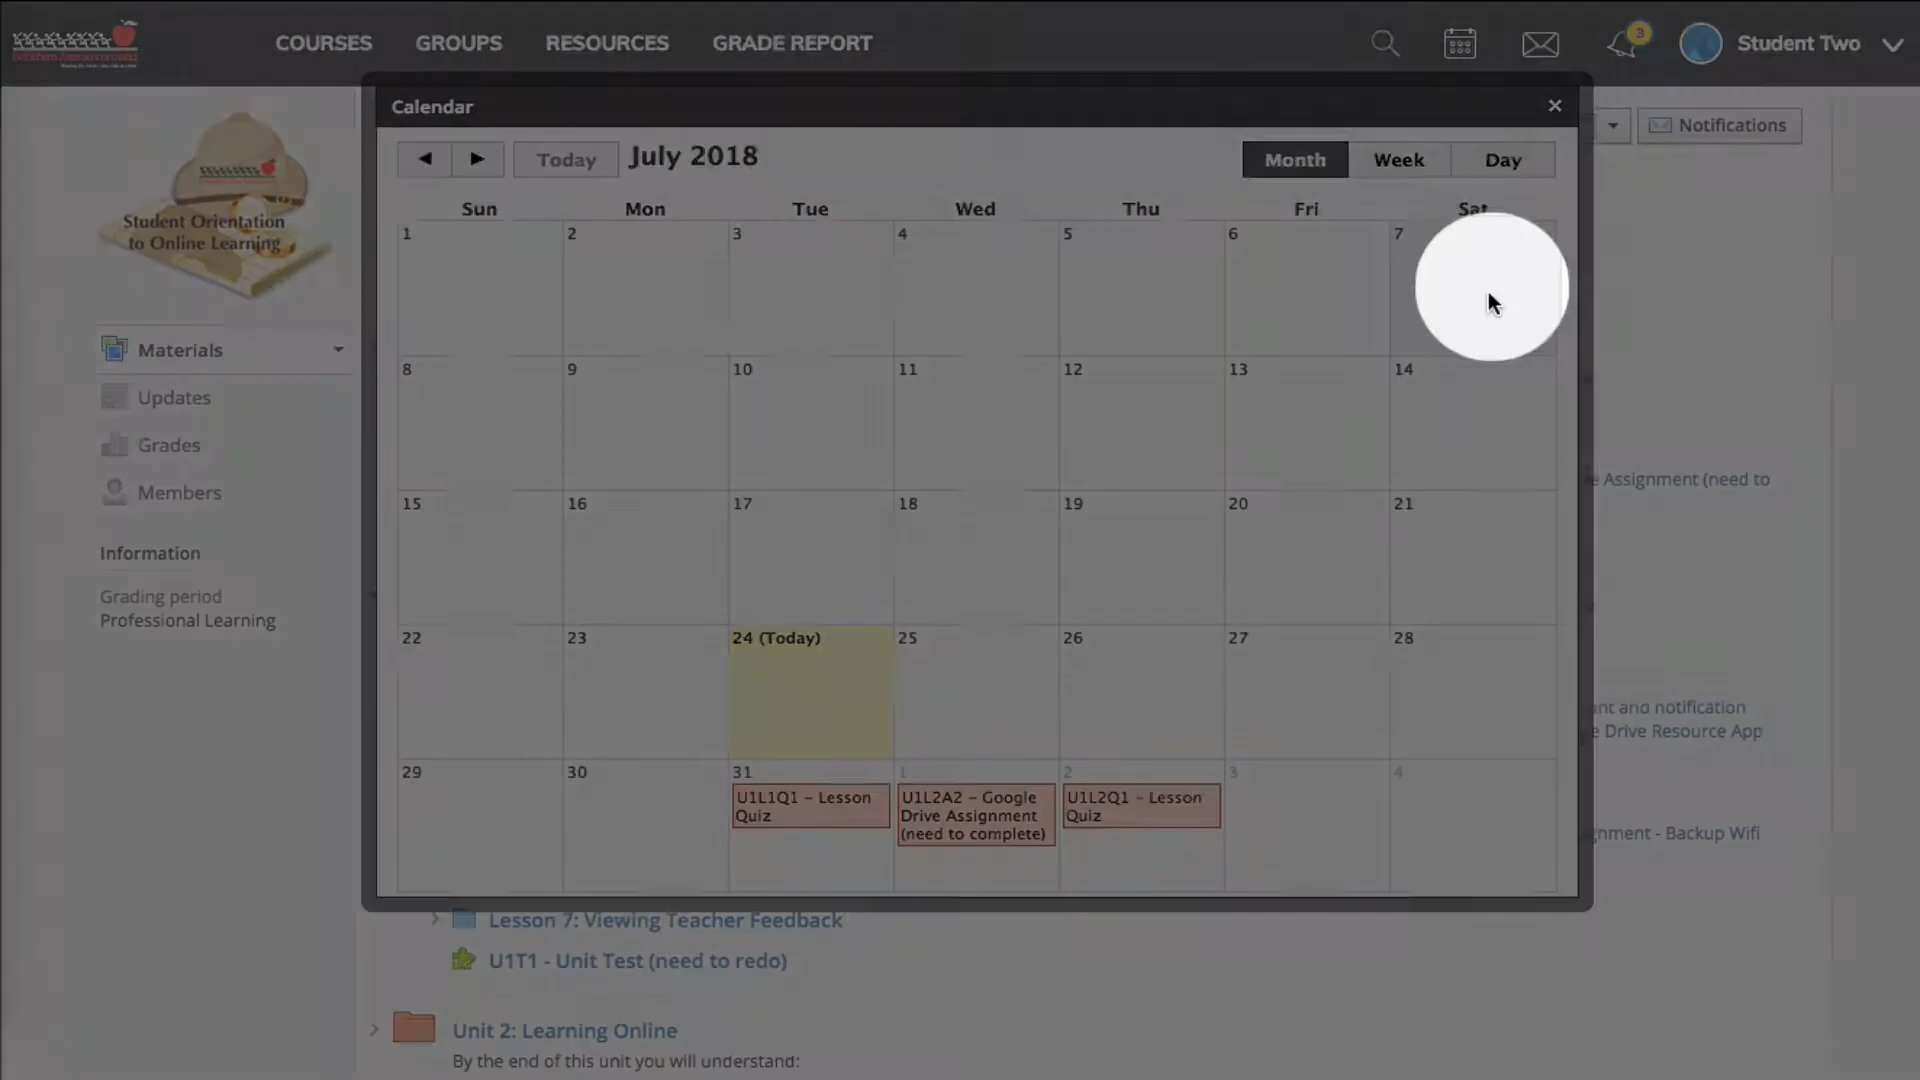 COURSES GROUPS RESOURCES GRADE REPORT 3 Student Two
Calendar
Notifications
Today July 2018 Month Week Day
Sun Mon Tue Wed Thu Fri Sat
1 2 3 4 5 6 7
8 9 10 11 12 13 14
15 16 17 18 19 20 21
22 23 24 (Today) 25 26 27 28
29 30 31 1 2 3 4
U1L1Q1 – Lesson
Quiz
U1L2A2 – Google
Drive Assignment
(need to complete)
U1L2Q1 – Lesson
Quiz
Student Orientation
to Online Learning
Materials
Updates
Grades
Members
Information
Grading period
Professional Learning
Assignment (need to
and notification
Drive Resource App
- Backup Wifi
Lesson 7: Viewing Teacher Feedback
U1T1 - Unit Test (need to redo)
Unit 2: Learning Online
By the end of this unit you will understand: